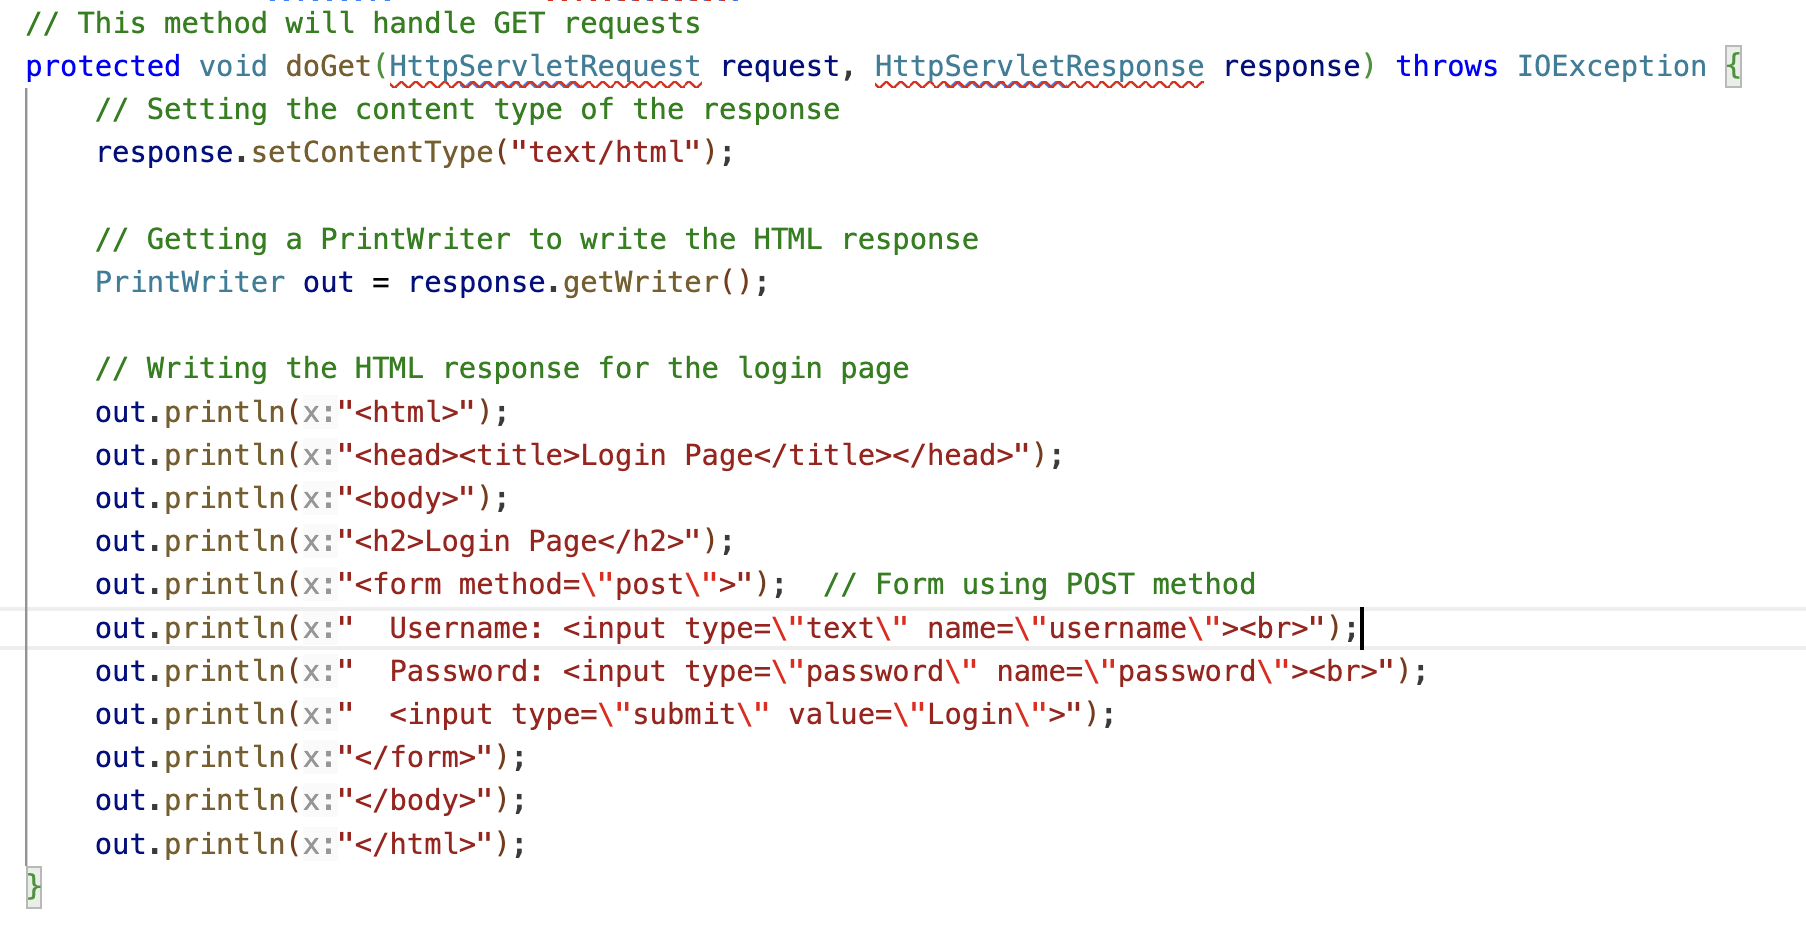 // This method will handle GET requests
protected void doGet(HttpServletRequest request, HttpServletResponse response) throws IOException {
    // Setting the content type of the response
    response.setContentType("text/html");

    // Getting a PrintWriter to write the HTML response
    PrintWriter out = response.getWriter();

    // Writing the HTML response for the login page
    out.println(x:"<html>");
    out.println(x:"<head><title>Login Page</title></head>");
    out.println(x:"<body>");
    out.println(x:"<h2>Login Page</h2>");
    out.println(x:"<form method=\"post\">");  // Form using POST method
    out.println(x:"  Username: <input type=\"text\" name=\"username\"><br>");
    out.println(x:"  Password: <input type=\"password\" name=\"password\"><br>");
    out.println(x:"  <input type=\"submit\" value=\"Login\">");
    out.println(x:"</form>");
    out.println(x:"</body>");
    out.println(x:"</html>");
}